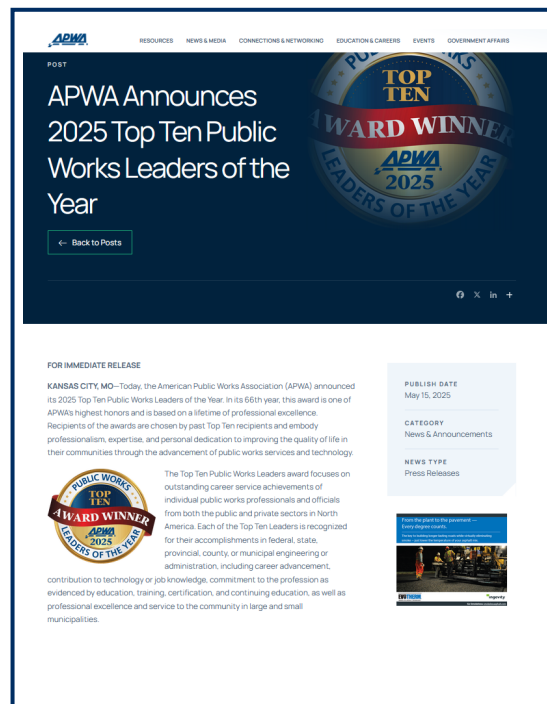 APWA
RESOURCES NEWS & MEDIA CONNECTIONS & NETWORKING EDUCATION & CAREERS EVENTS GOVERNMENT AFFAIRS
POST
APWA Announces
2025 Top Ten Public
Works Leaders of the
Year
← Back to Posts
PUBLIC WORKS
TOP
TEN
AWARD WINNER
APWA
2025
LEADERS OF THE YEAR
FOR IMMEDIATE RELEASE
KANSAS CITY, MO—Today, the American Public Works Association (APWA) announced
its 2025 Top Ten Public Works Leaders of the Year. In its 66th year, this award is one of
APWA's highest honors and is based on a lifetime of professional excellence.
Recipients of the awards are chosen by past Top Ten recipients and embody
professionalism, expertise, and personal dedication to improving the quality of life in
their communities through the advancement of public works services and technology.
PUBLIC WORKS
TOP
TEN
AWARD WINNER
APWA
2025
LEADERS OF THE YEAR
The Top Ten Public Works Leaders award focuses on
outstanding career service achievements of
individual public works professionals and officials
from both the public and private sectors in North
America. Each of the Top Ten Leaders is recognized
for their accomplishments in federal, state,
provincial, county, or municipal engineering or
administration, including career advancement,
contribution to technology or job knowledge, commitment to the profession as
evidenced by education, training, certification, and continuing education, as well as
professional excellence and service to the community in large and small
municipalities.
PUBLISH DATE
May 15, 2025
CATEGORY
News & Announcements
NEWS TYPE
Press Releases
From the plant to the pavement —
Every degree counts.
EVOTHERM
ingevity